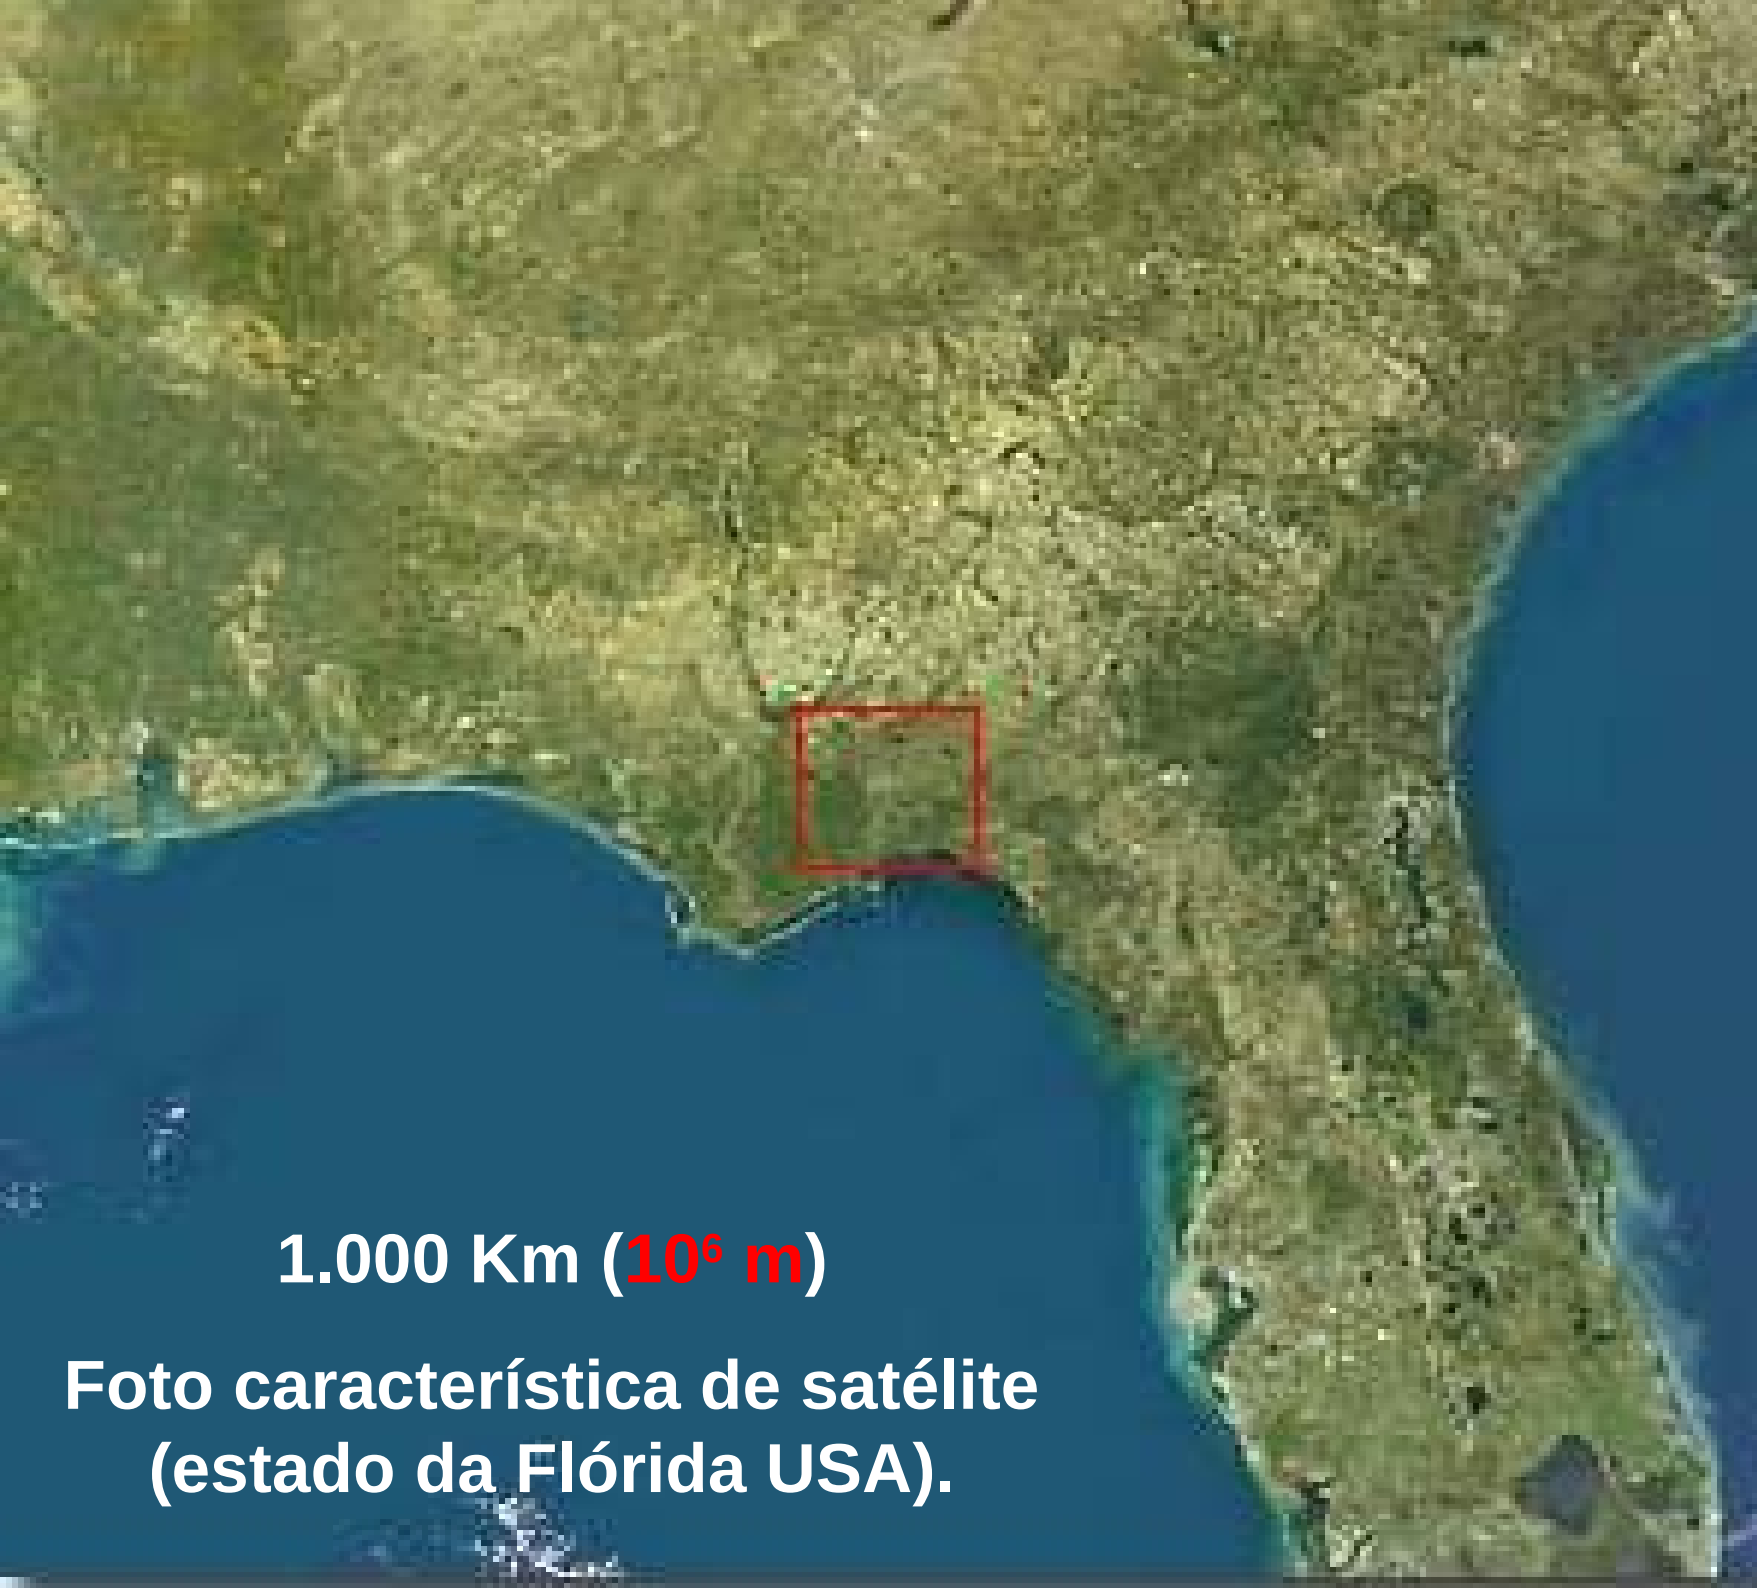 1.000 Km (10⁶ m)
Foto característica de satélite
(estado da Flórida USA).